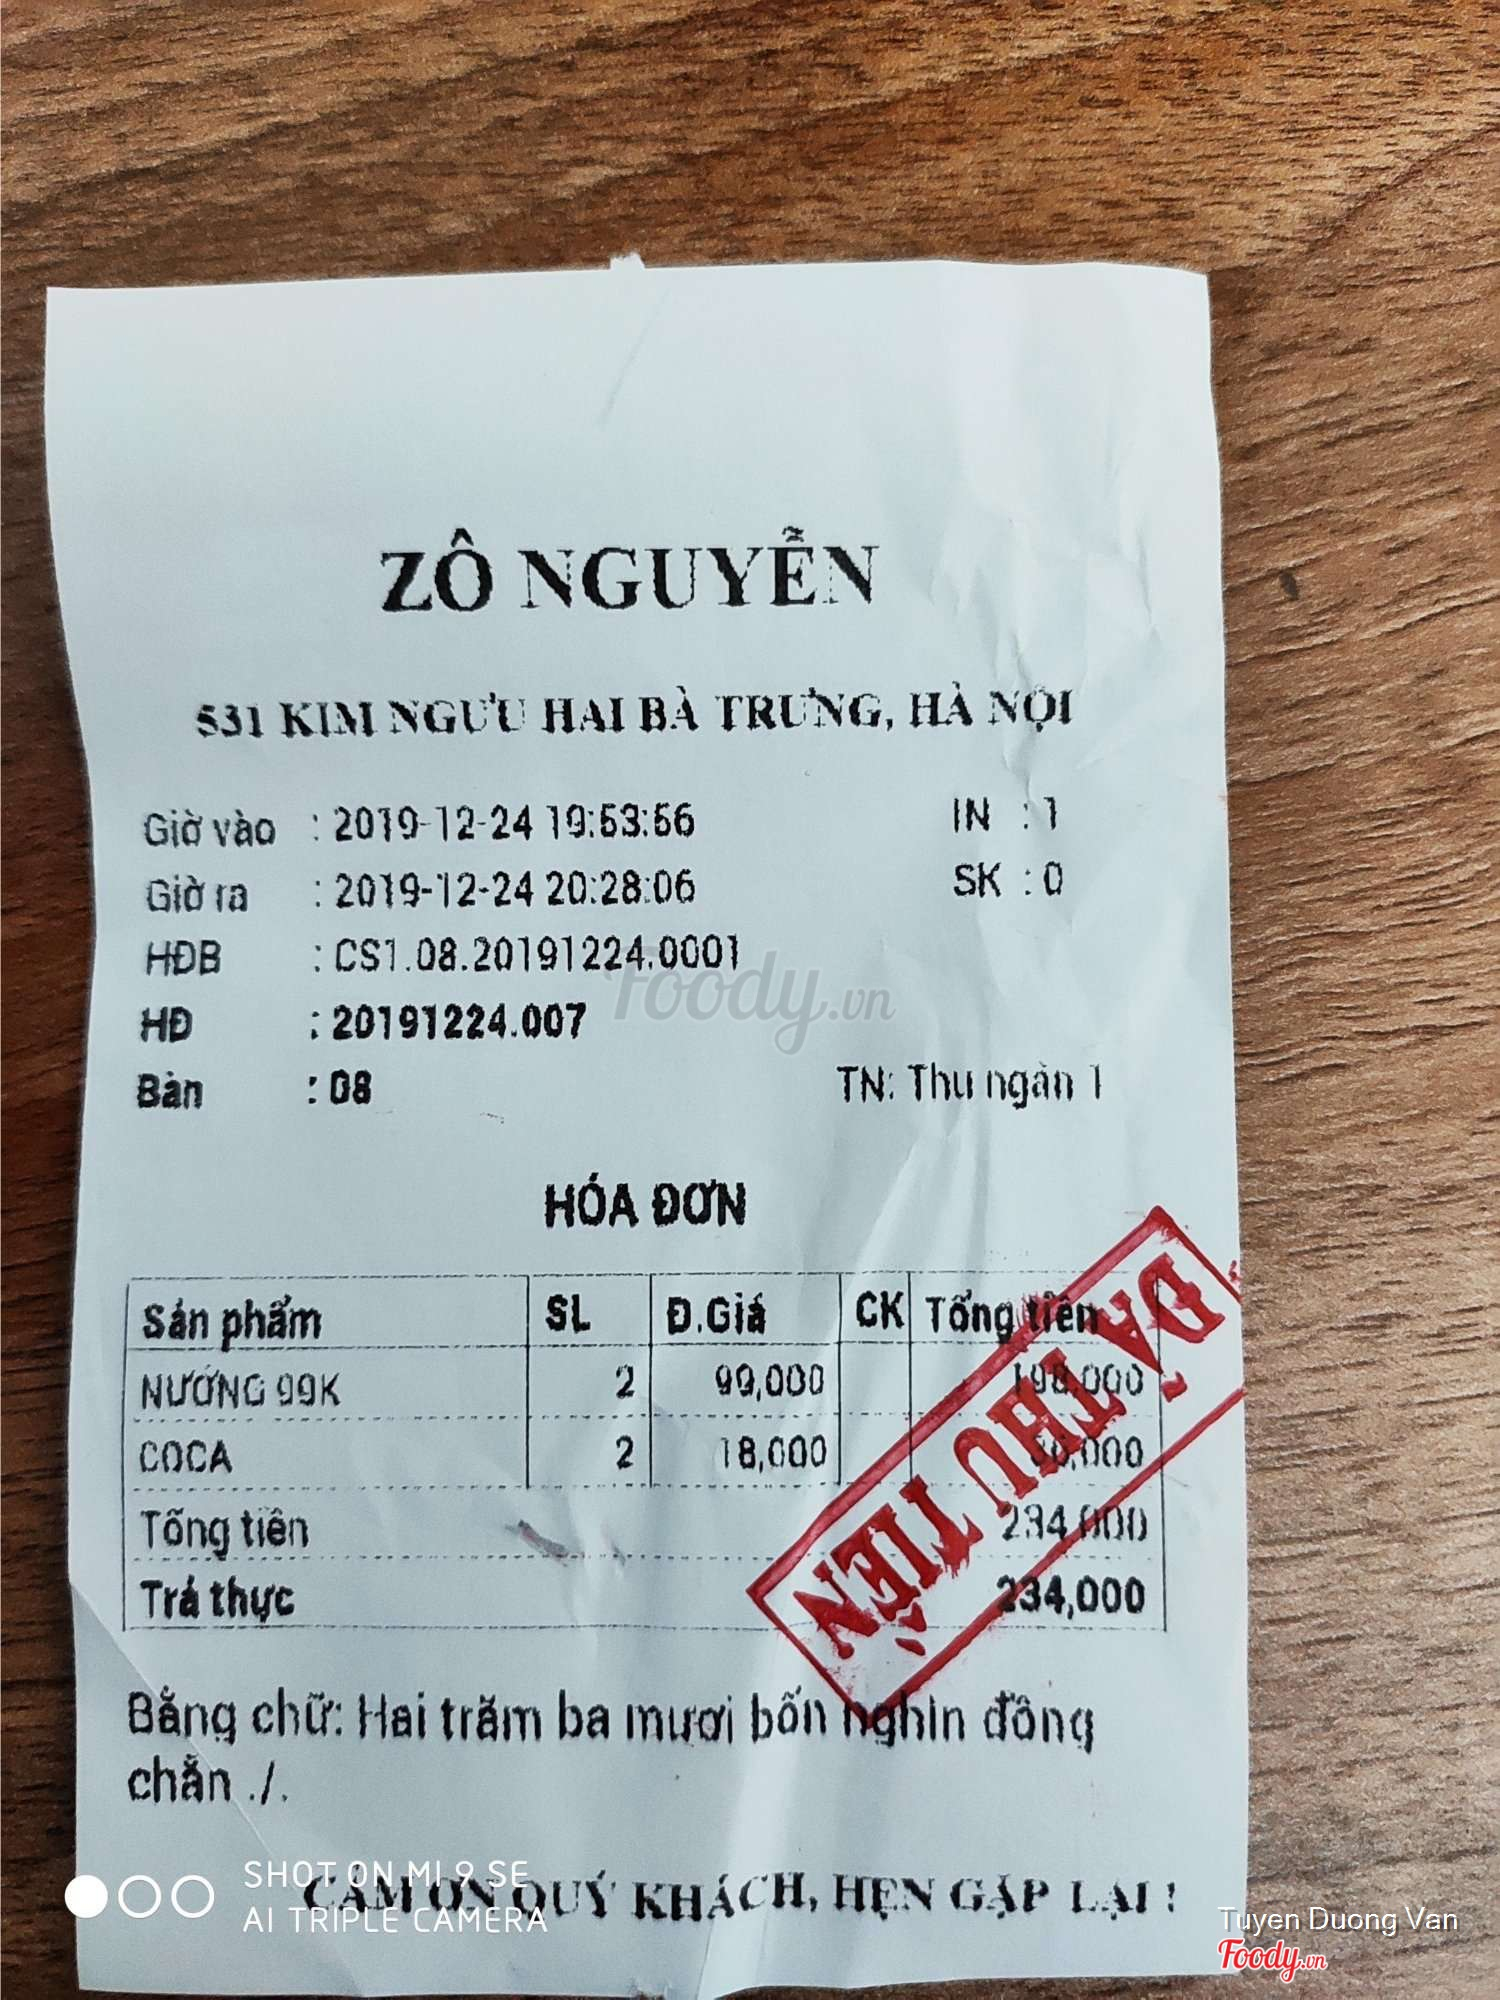 ZÔ NGUYỄN
531 KIM NGƯU HAI BÀ TRƯNG, HÀ NỘI
Giờ vào : 2019-12-24 19:53:56 IN : 1
Giờ ra : 2019-12-24 20:28:06 SK : 0
HĐB : CS1.08.20191224.0001
Foody.vn
HĐ : 20191224.007
Bàn : 08 TN: Thu ngân 1
HÓA ĐƠN
Sản phẩm SL Đ.Giá CK Tổng tiền
NƯỚNG 99K 2 99,000 198,000
COCA 2 18,000 36,000
Tổng tiền 234,000
Trả thực 234,000
ĐÃ THU TIỀN
Bằng chữ: Hai trăm ba mươi bốn nghìn đồng
chẵn ./.
CẢM ƠN QUÝ KHÁCH, HẸN GẶP LẠI !
SHOT ON MI 9 SE
AI TRIPLE CAMERA
Tuyen Duong Van
Foody.vn